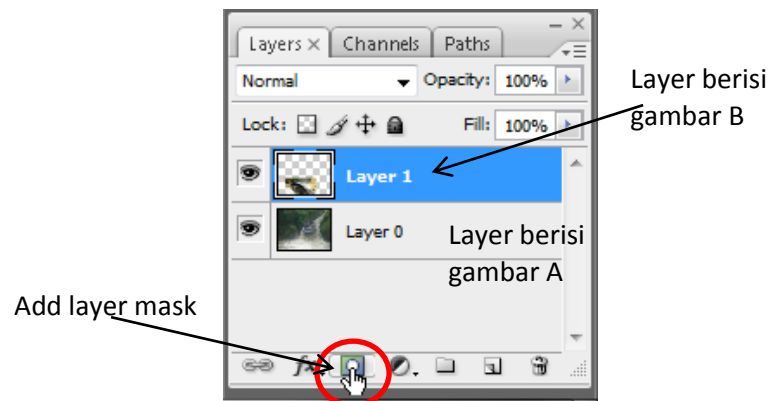 Layers × Channels Paths
Normal Opacity: 100%
Lock: Fill: 100%
Layer berisi
gambar B
Layer 1
Layer 0
Layer berisi
gambar A
Add layer mask
fx